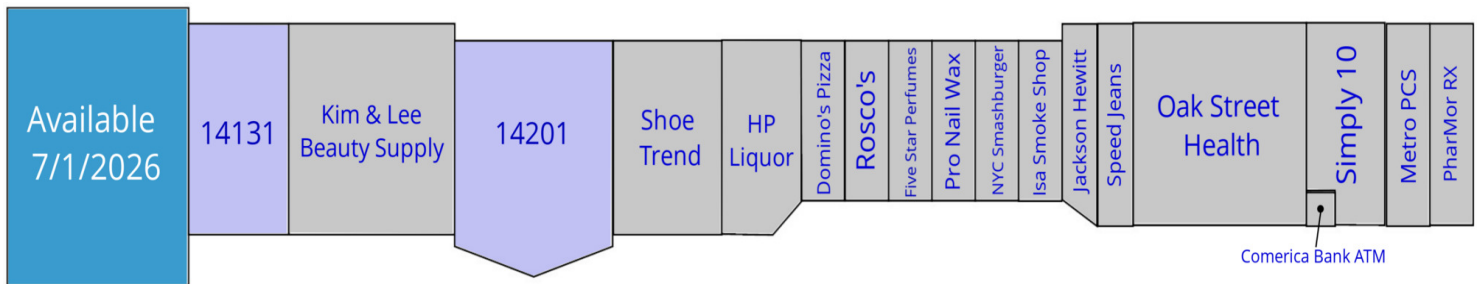 Available
7/1/2026
14131
Kim & Lee
Beauty Supply
14201
Shoe
Trend
HP
Liquor
Domino's Pizza
Rosco's
Five Star Perfumes
Pro Nail Wax
NYC Smashburger
Isa Smoke Shop
Jackson Hewitt
Speed Jeans
Oak Street
Health
Simply 10
Metro PCS
PharMor RX
Comerica Bank ATM